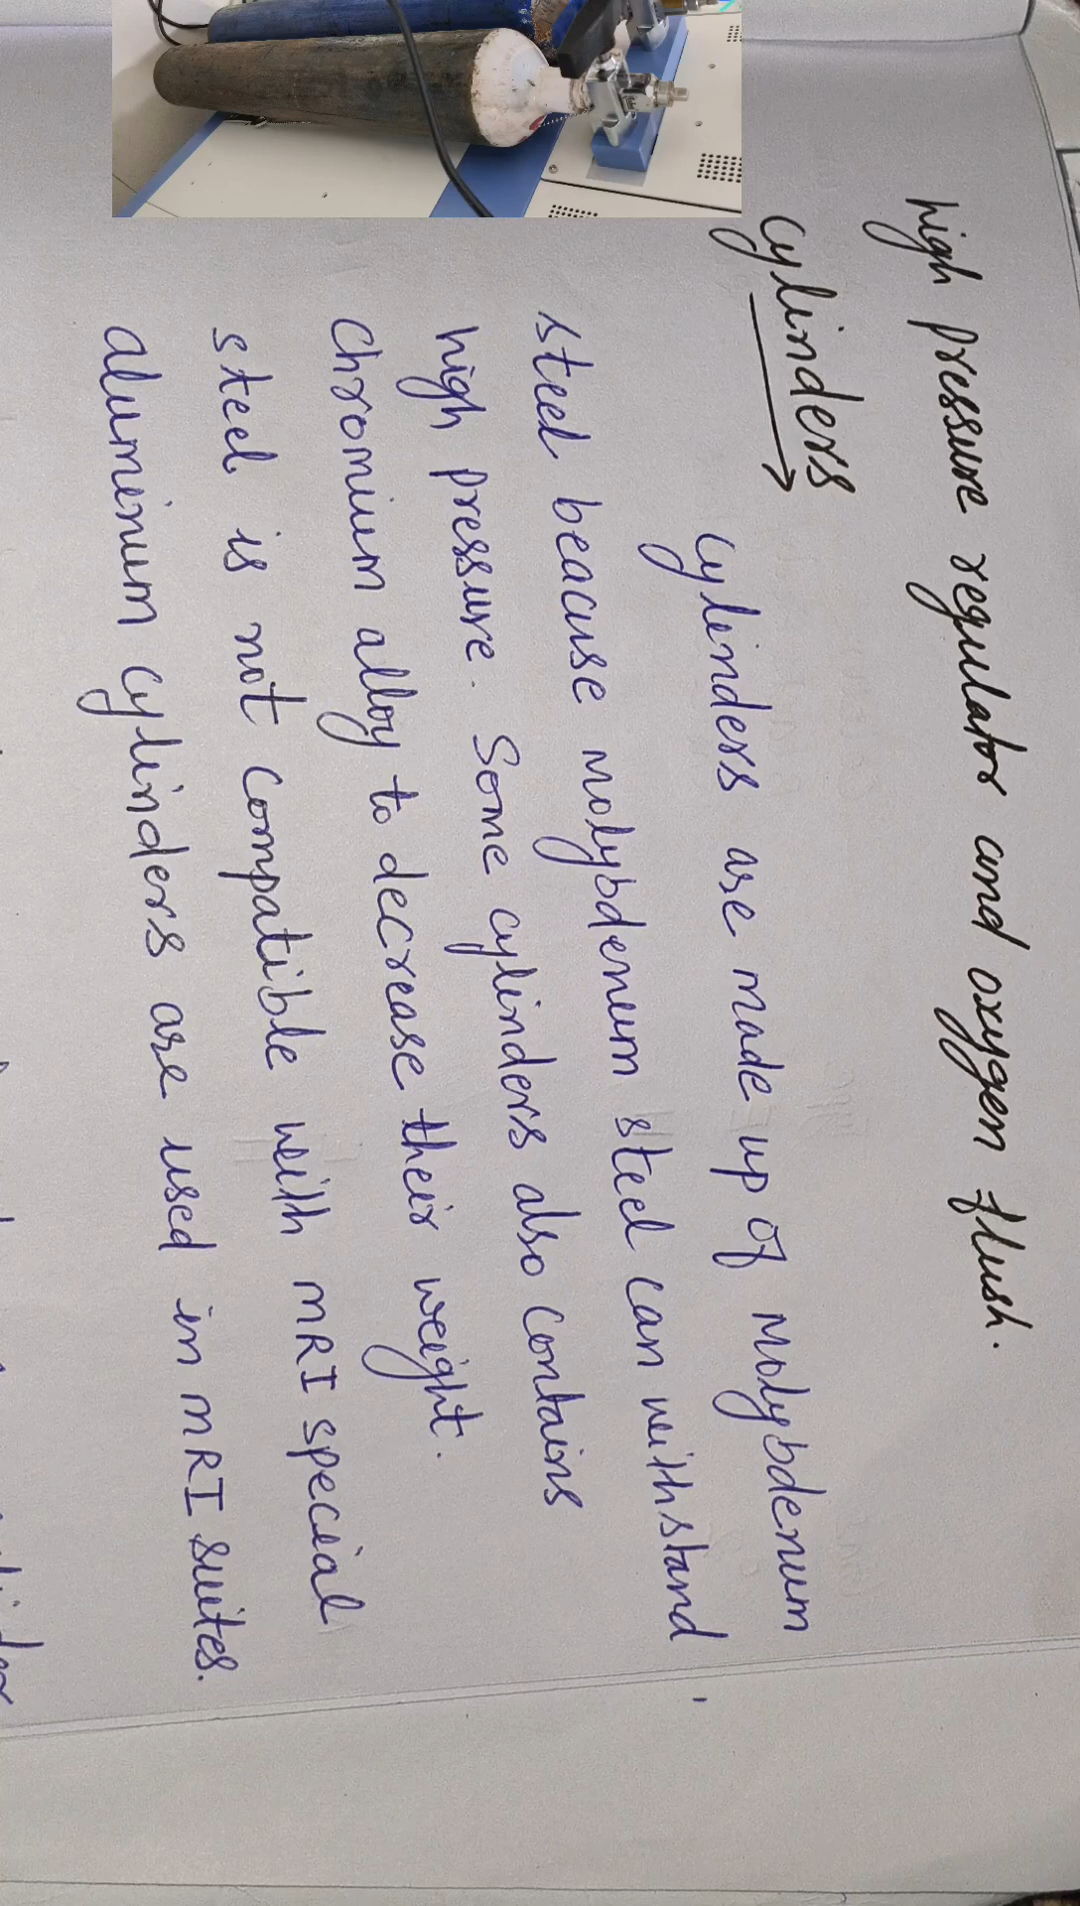 high pressure regulator and oxygen flush.
Cylinders
Cylinders are made up of Molybdenum
steel beacuse molybdenum steel can withstand
high pressure. Some cylinders also contains
Chromium alloy to decrease their weight.
steel is not compatible with MRI special
aluminum cylinders are used in MRI suites.